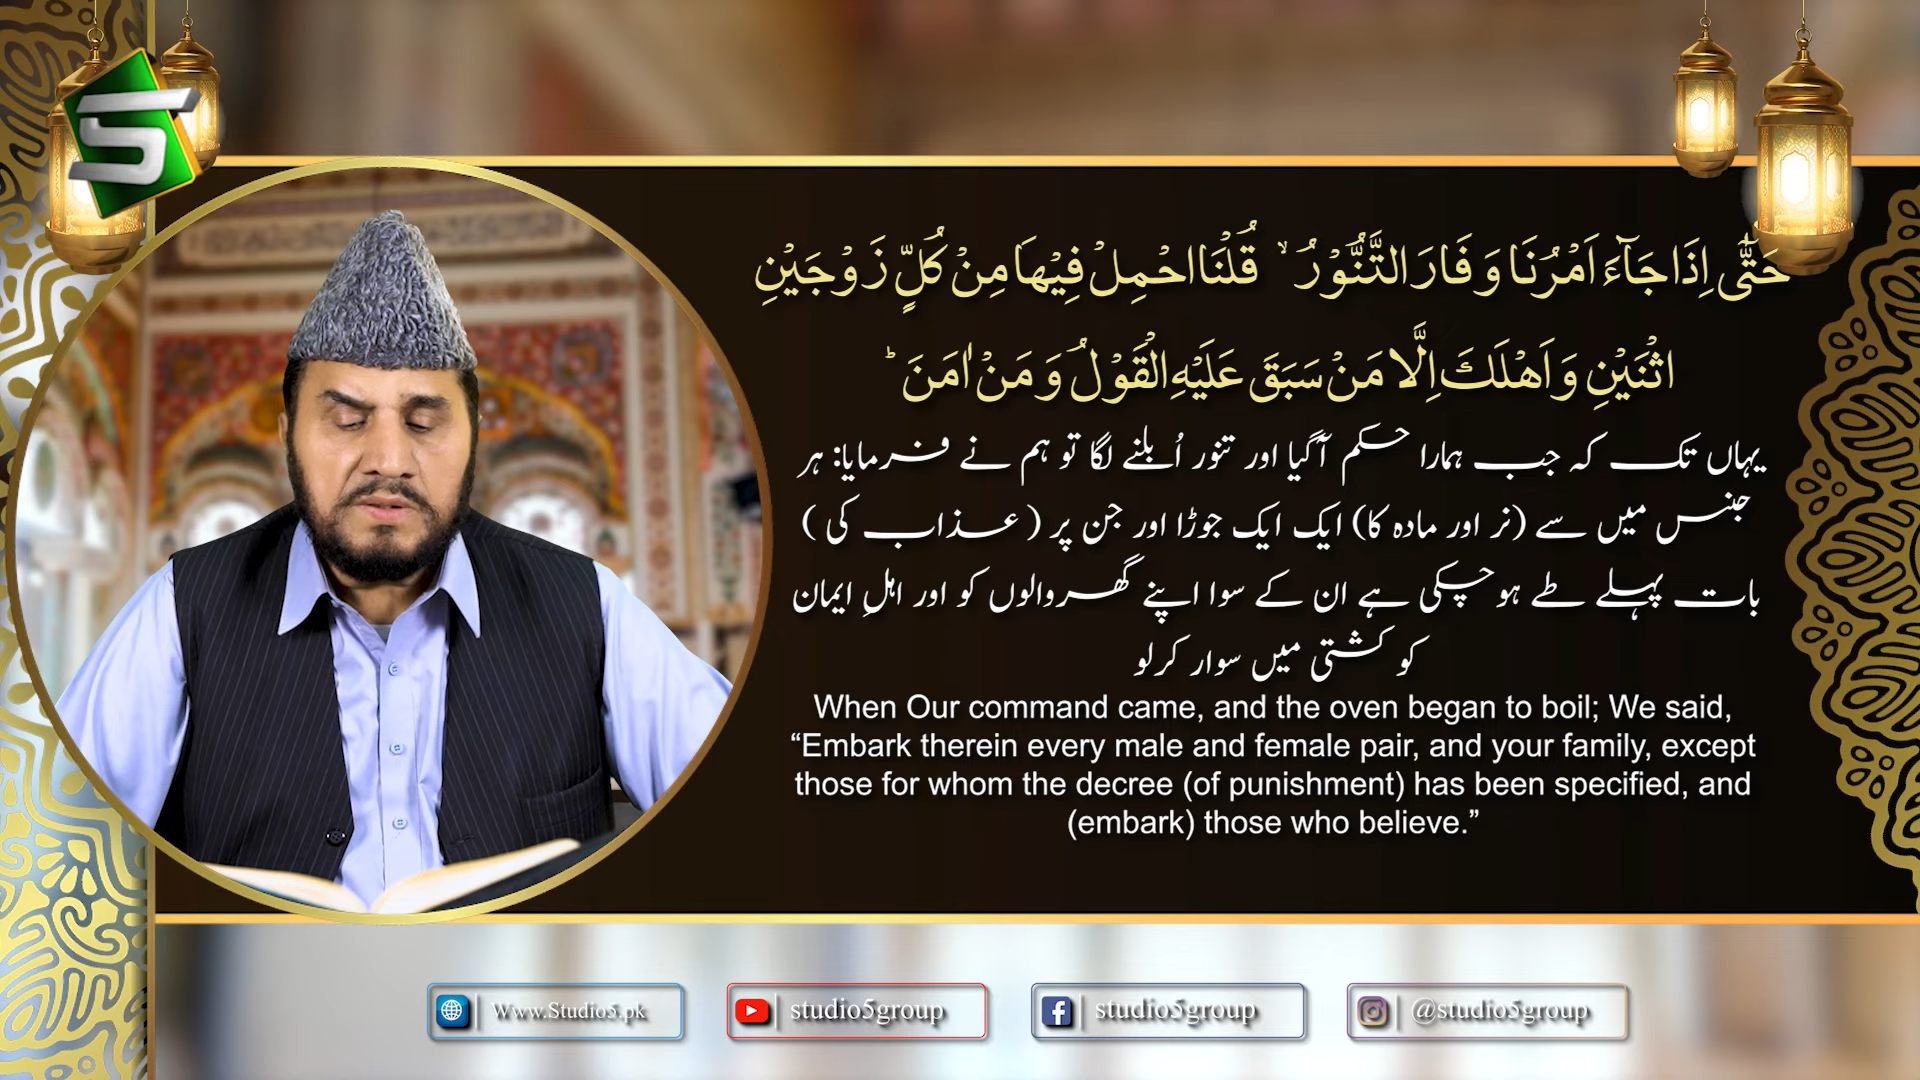 حَتّٰۤى اِذَا جَآءَ اَمْرُنَا وَ فَارَ التَّنُّوْرُ ۙ قُلْنَا احْمِلْ فِيْهَا مِنْ كُلٍّ زَوْجَيْنِ
اثْنَيْنِ وَ اَهْلَكَ اِلَّا مَنْ سَبَقَ عَلَيْهِ الْقَوْلُ وَ مَنْ اٰمَنَ ؕ
یہاں تک کہ جب ہمارا حکم آگیا اور تنور اُبلنے لگا تو ہم نے فرمایا: ہر
جنس میں سے (نر اور مادہ کا) ایک ایک جوڑا اور جن پر ( عذاب کی )
بات پہلے طے ہوچکی ہے ان کے سوا اپنے گھروالوں کو اور اہلِ ایمان
کو کشتی میں سوار کرلو
When Our command came, and the oven began to boil; We said,
“Embark therein every male and female pair, and your family, except
those for whom the decree (of punishment) has been specified, and
(embark) those who believe.”
Www.Studio5.pk
studio5group
studio5group
@studio5group